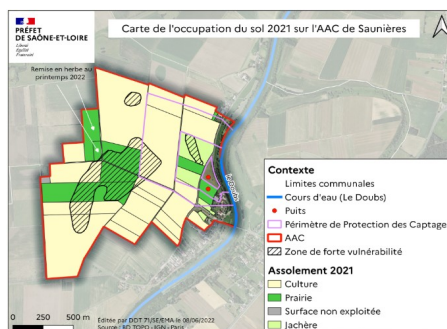 PRÉFET
DE SAÔNE-ET-LOIRE
Liberté
Égalité
Fraternité
Carte de l'occupation du sol 2021 sur l'AAC de Saunières
Remise en herbe au
printemps 2022
le Doubs
Contexte
Limites communales
Cours d'eau (Le Doubs)
Puits
Périmètre de Protection des Captage
AAC
Zone de forte vulnérabilité
Assolement 2021
Culture
Prairie
Surface non exploitée
Jachère
0 250 500 m
Éditée par DDT 71/SE/EMA le 08/06/2022
Source : BD TOPO - IGN - Paris